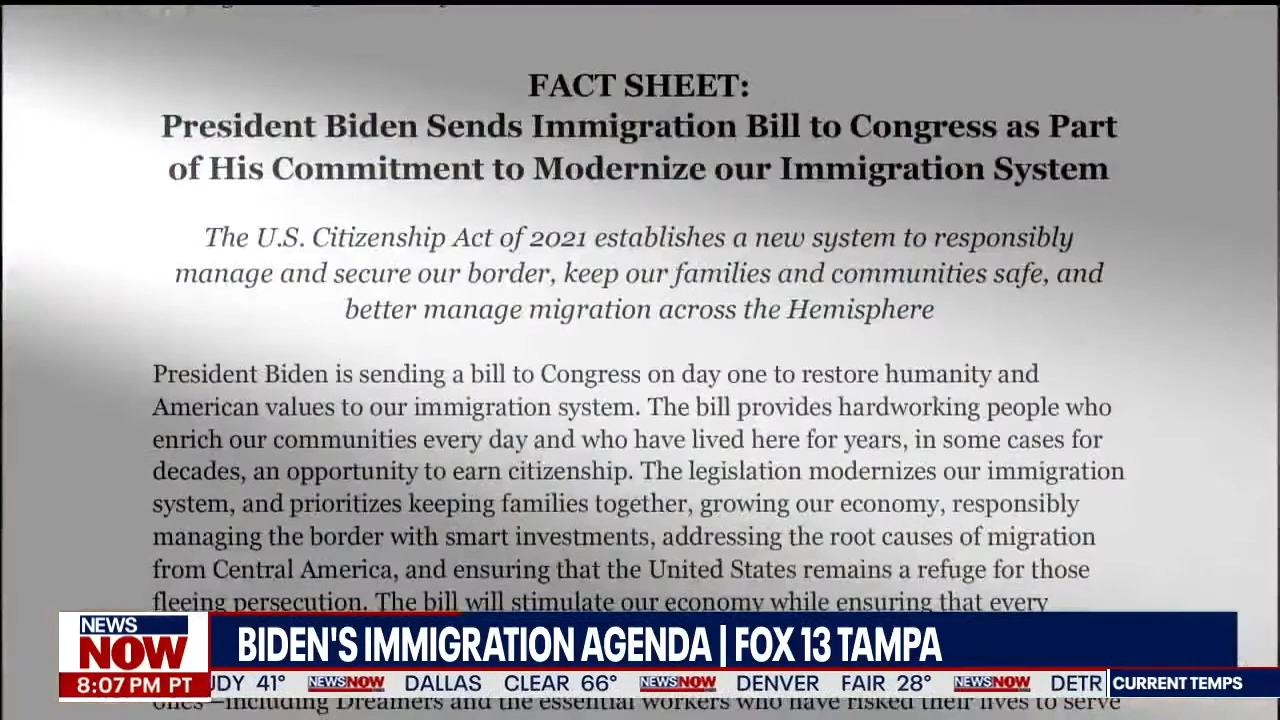 FACT SHEET:
President Biden Sends Immigration Bill to Congress as Part
of His Commitment to Modernize our Immigration System
The U.S. Citizenship Act of 2021 establishes a new system to responsibly
manage and secure our border, keep our families and communities safe, and
better manage migration across the Hemisphere
President Biden is sending a bill to Congress on day one to restore humanity and
American values to our immigration system. The bill provides hardworking people who
enrich our communities every day and who have lived here for years, in some cases for
decades, an opportunity to earn citizenship. The legislation modernizes our immigration
system, and prioritizes keeping families together, growing our economy, responsibly
managing the border with smart investments, addressing the root causes of migration
from Central America, and ensuring that the United States remains a refuge for those
fleeing persecution. The bill will stimulate our economy while ensuring that every
NEWS
NOW
BIDEN'S IMMIGRATION AGENDA | FOX 13 TAMPA
8:07 PM PT
UDY 41° NEWSNOW DALLAS CLEAR 66° NEWSNOW DENVER FAIR 28° NEWSNOW DETR
CURRENT TEMPS
ones—including Dreamers and the essential workers who have risked their lives to serve